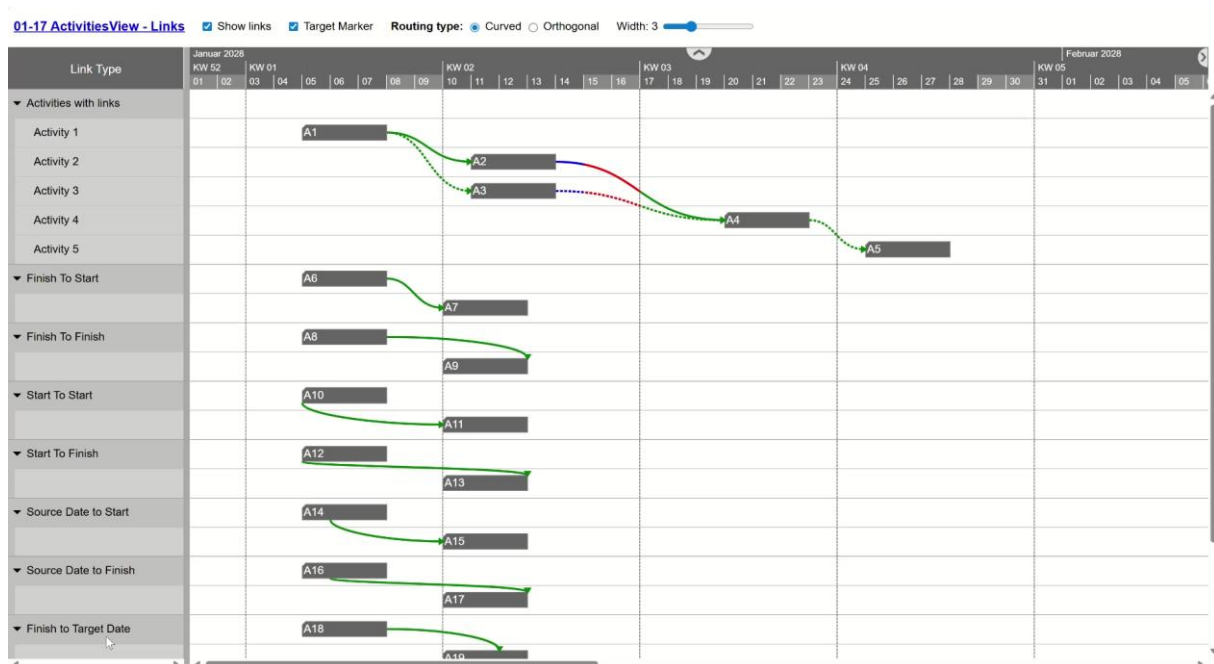 01-17 ActivitiesView - Links Show links Target Marker Routing type: Curved Orthogonal Width: 3
Januar 2028 Februar 2028
Link Type KW 52 KW 01 KW 02 KW 03 KW 04 KW 05
01 02 03 04 05 06 07 08 09 10 11 12 13 14 15 16 17 18 19 20 21 22 23 24 25 26 27 28 29 30 31 01 02 03 04 05
Activities with links
Activity 1 A1
Activity 2 A2
Activity 3 A3
Activity 4 A4
Activity 5 A5
Finish To Start A6
A7
Finish To Finish A8
A9
Start To Start A10
A11
Start To Finish A12
A13
Source Date to Start A14
A15
Source Date to Finish A16
A17
Finish to Target Date A18
A19